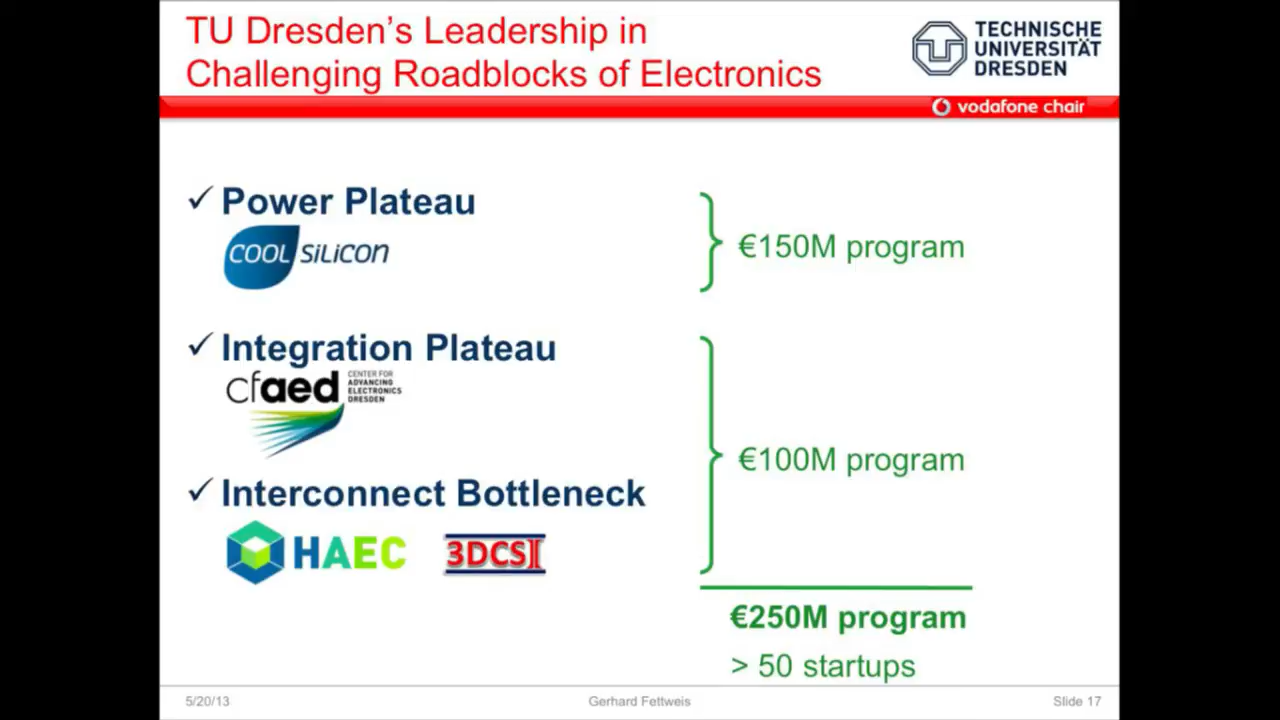 TU Dresden's Leadership in
Challenging Roadblocks of Electronics
TECHNISCHE
UNIVERSITÄT
DRESDEN
vodafone chair
✓ Power Plateau
COOL SILICON
€150M program
✓ Integration Plateau
cfaed
CENTER FOR
ADVANCING
ELECTRONICS
DRESDEN
€100M program
✓ Interconnect Bottleneck
HAEC
3DCSI
€250M program
> 50 startups
5/20/13
Gerhard Fettweis
Slide 17